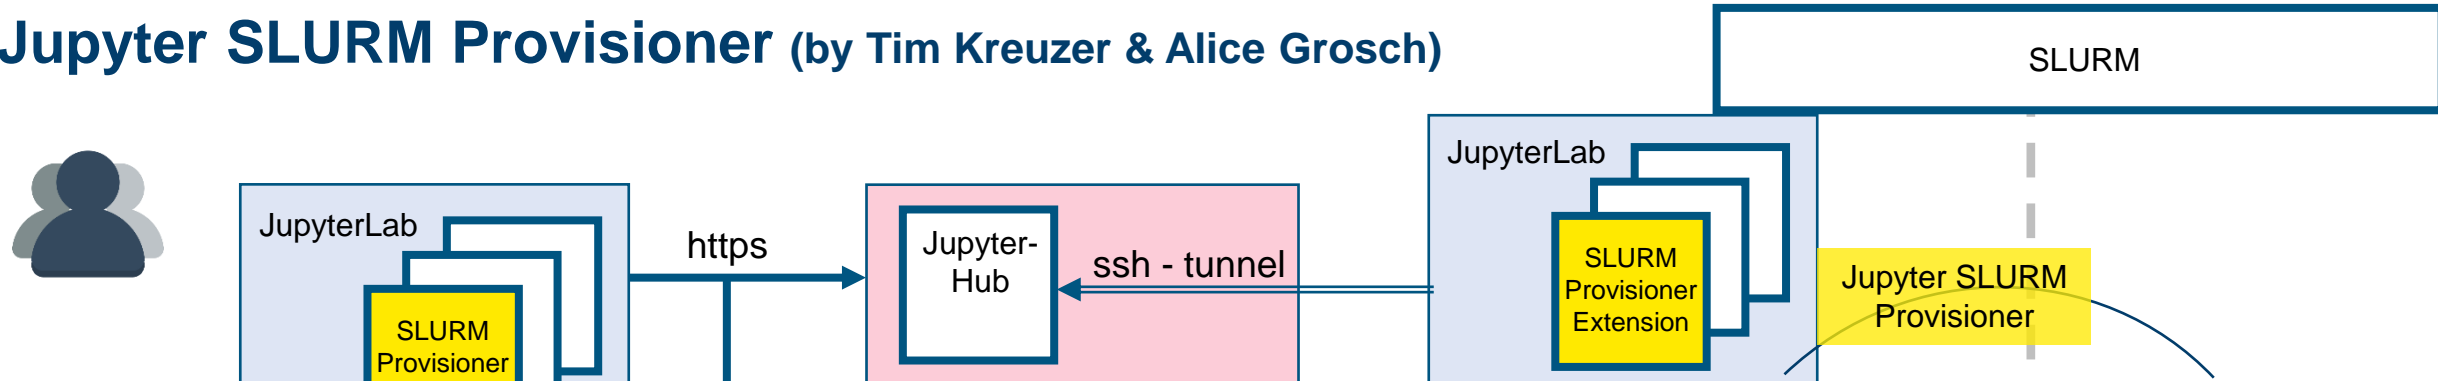 Jupyter SLURM Provisioner (by Tim Kreuzer & Alice Grosch)
SLURM
JupyterLab
SLURM
Provisioner
https
Jupyter-
Hub
ssh - tunnel
JupyterLab
SLURM
Provisioner
Extension
Jupyter SLURM
Provisioner